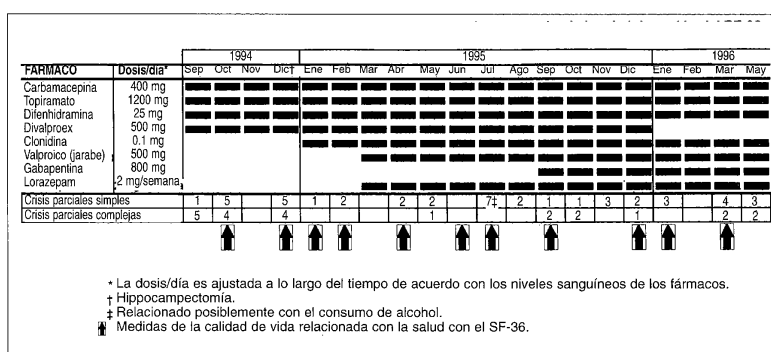 1994 1995 1996
FARMACO Dosis/día* Sep Oct Nov Dic† Ene Feb Mar Abr May Jun Jul Ago Sep Oct Nov Dic Ene Feb Mar May
Carbamacepina 400 mg
Topiramato 1200 mg
Difenhidramina 25 mg
Divalproex 500 mg
Clonidina 0.1 mg
Valproico (jarabe) 500 mg
Gabapentina 800 mg
Lorazepam 2 mg/semana
Crisis parciales simples 1 5 5 1 2 2 2 7‡ 2 1 1 3 2 3 4 3
Crisis parciales complejas 5 4 4 1 2 2 1 2 2
* La dosis/día es ajustada a lo largo del tiempo de acuerdo con los niveles sanguíneos de los fármacos.
† Hippocampectomía.
‡ Relacionado posiblemente con el consumo de alcohol.
Medidas de la calidad de vida relacionada con la salud con el SF-36.